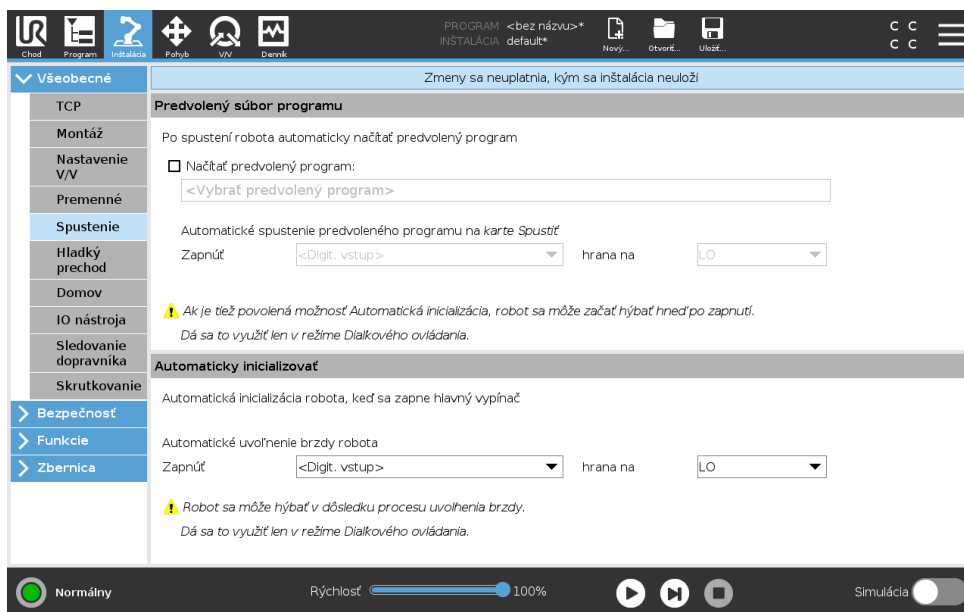 PROGRAM <bez názvu>*
INŠTALÁCIA default*
Chod Program Inštalácia Pohyb V/V Denník Nový... Otvoriť... Uložiť...
C C
C C
Všeobecné
TCP
Montáž
Nastavenie
V/V
Premenné
Spustenie
Hladký
prechod
Domov
IO nástroja
Sledovanie
dopravníka
Skrutkovanie
Bezpečnosť
Funkcie
Zbernica
Zmeny sa neuplatnia, kým sa inštalácia neuloží
Predvolený súbor programu
Po spustení robota automaticky načítať predvolený program
Načítať predvolený program:
<Vybrať predvolený program>
Automatické spustenie predvoleného programu na karte Spustiť
Zapnúť <Digit. vstup> hrana na LO
Ak je tiež povolená možnosť Automatická inicializácia, robot sa môže začať hýbať hneď po zapnutí.
Dá sa to využiť len v režime Diaľkového ovládania.
Automaticky inicializovať
Automatická inicializácia robota, keď sa zapne hlavný vypínač
Automatické uvoľnenie brzdy robota
Zapnúť <Digit. vstup> hrana na LO
Robot sa môže hýbať v dôsledku procesu uvoľnenia brzdy.
Dá sa to využiť len v režime Diaľkového ovládania.
Normálny Rýchlosť 100% Simulácia